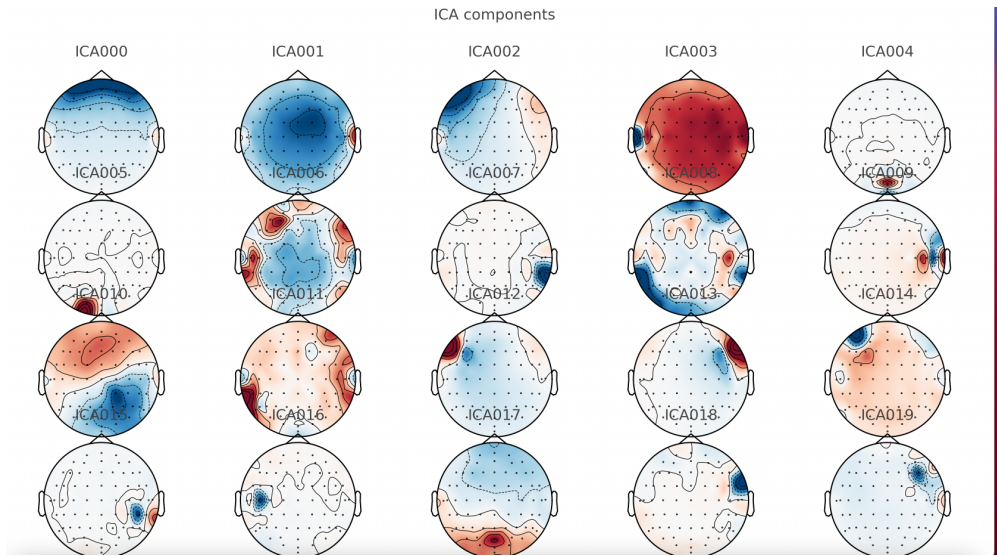 ICA components
ICA000 ICA001 ICA002 ICA003 ICA004
ICA005 ICA006 ICA007 ICA008 ICA009
ICA010 ICA011 ICA012 ICA013 ICA014
ICA015 ICA016 ICA017 ICA018 ICA019